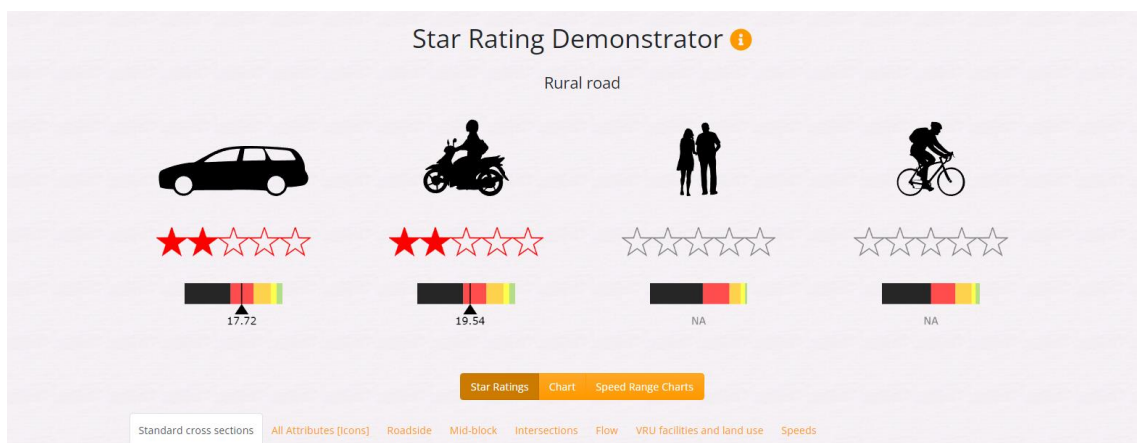 Star Rating Demonstrator
Rural road
17.72 19.54 NA NA
Star Ratings Chart Speed Range Charts
Standard cross sections All Attributes [Icons] Roadside Mid-block Intersections Flow VRU facilities and land use Speeds